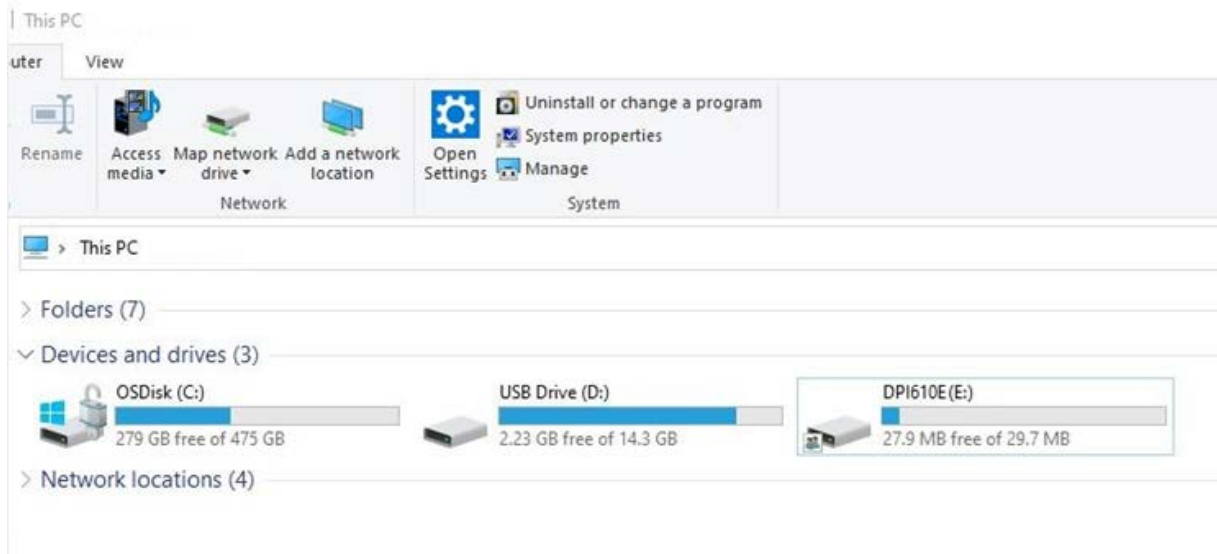 | This PC
uter View
Rename
Access media
Map network drive
Add a network location
Open Settings
Uninstall or change a program
System properties
Manage
Network
System
> This PC
Folders (7)
Devices and drives (3)
OSDisk (C:)
279 GB free of 475 GB
USB Drive (D:)
2.23 GB free of 14.3 GB
DPI610E(E:)
27.9 MB free of 29.7 MB
Network locations (4)